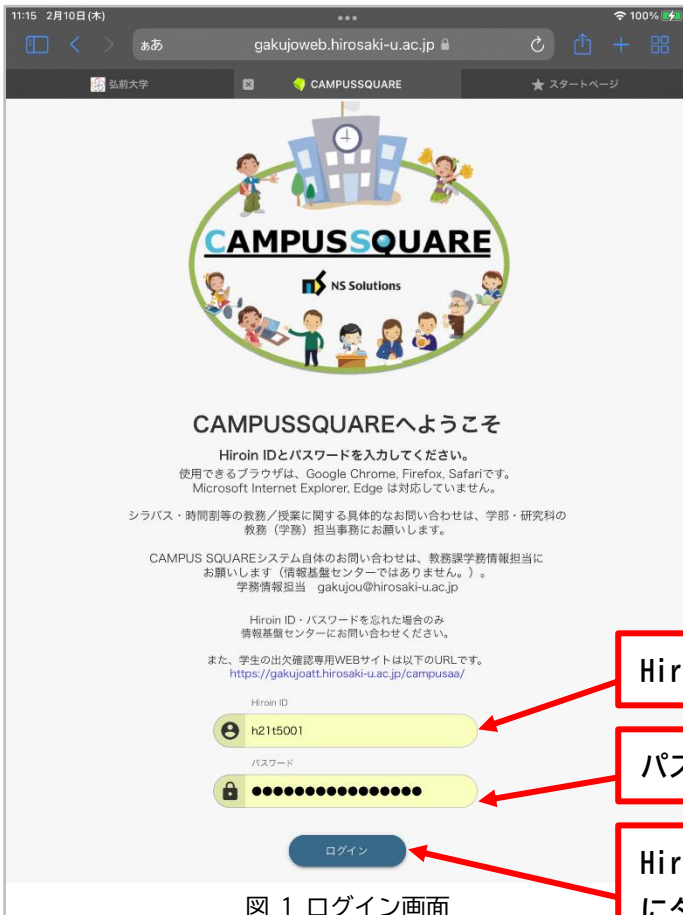 11:15 2月10日(木)
100%
ああ
gakujoweb.hirosaki-u.ac.jp
弘前大学
CAMPUSSQUARE
スタートページ
CAMPUSSQUARE
NS Solutions
CAMPUSSQUAREへようこそ
Hiroin IDとパスワードを入力してください。
使用できるブラウザは、Google Chrome, Firefox, Safariです。
Microsoft Internet Explorer, Edge は対応していません。
シラバス・時間割等の教務/授業に関する具体的なお問い合わせは、学部・研究科の
教務(学務)担当事務にお願いします。
CAMPUS SQUAREシステム自体のお問い合わせは、教務課学務情報担当に
お願いします(情報基盤センターではありません。)。
学務情報担当 gakujou@hirosaki-u.ac.jp
Hiroin ID・パスワードを忘れた場合のみ
情報基盤センターにお問い合わせください。
また、学生の出欠確認専用WEBサイトは以下のURLです。
https://gakujoatt.hirosaki-u.ac.jp/campusaa/
Hir
Hiroin ID
h21t5001
パスワード
パス
ログイン
Hir
にタ
図 1 ログイン画面